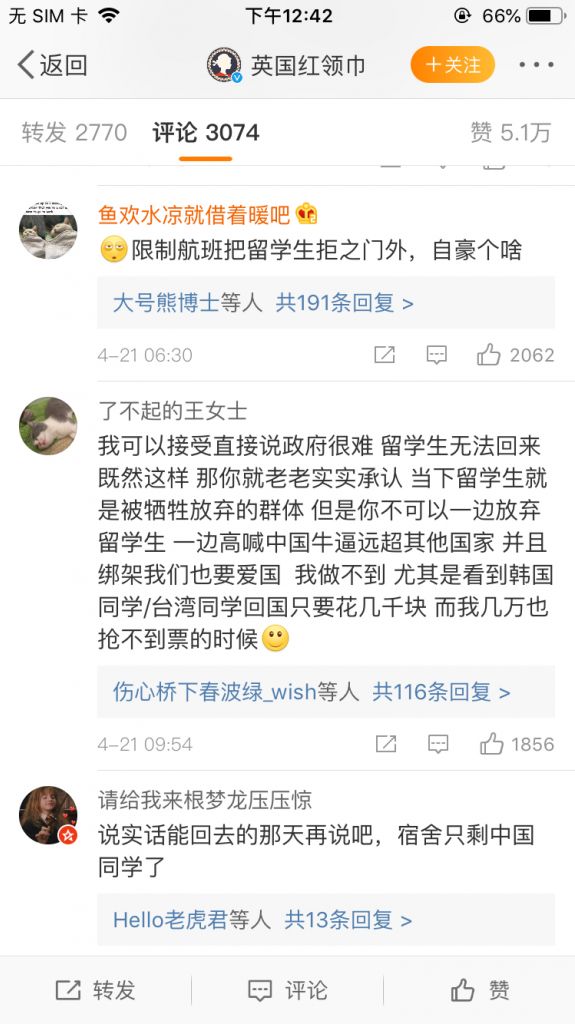 无 SIM 卡 下午12:42 66%
返回 英国红领巾 +关注
转发 2770 评论 3074 赞 5.1万
鱼欢水凉就借着暖吧
限制航班把留学生拒之门外，自豪个啥
大号熊博士等人 共191条回复 >
4-21 06:30 2062
了不起的王女士
我可以接受直接说政府很难 留学生无法回来
既然这样 那你就老老实实承认 当下留学生就
是被牺牲放弃的群体 但是你不可以一边放弃
留学生 一边高喊中国牛逼远超其他国家 并且
绑架我们也要爱国 我做不到 尤其是看到韩国
同学/台湾同学回国只要花几千块 而我几万也
抢不到票的时候
伤心桥下春波绿_wish等人 共116条回复 >
4-21 09:54 1856
请给我来根梦龙压压惊
说实话能回去的那天再说吧，宿舍只剩中国
同学了
Hello老虎君等人 共13条回复 >
转发 评论 赞